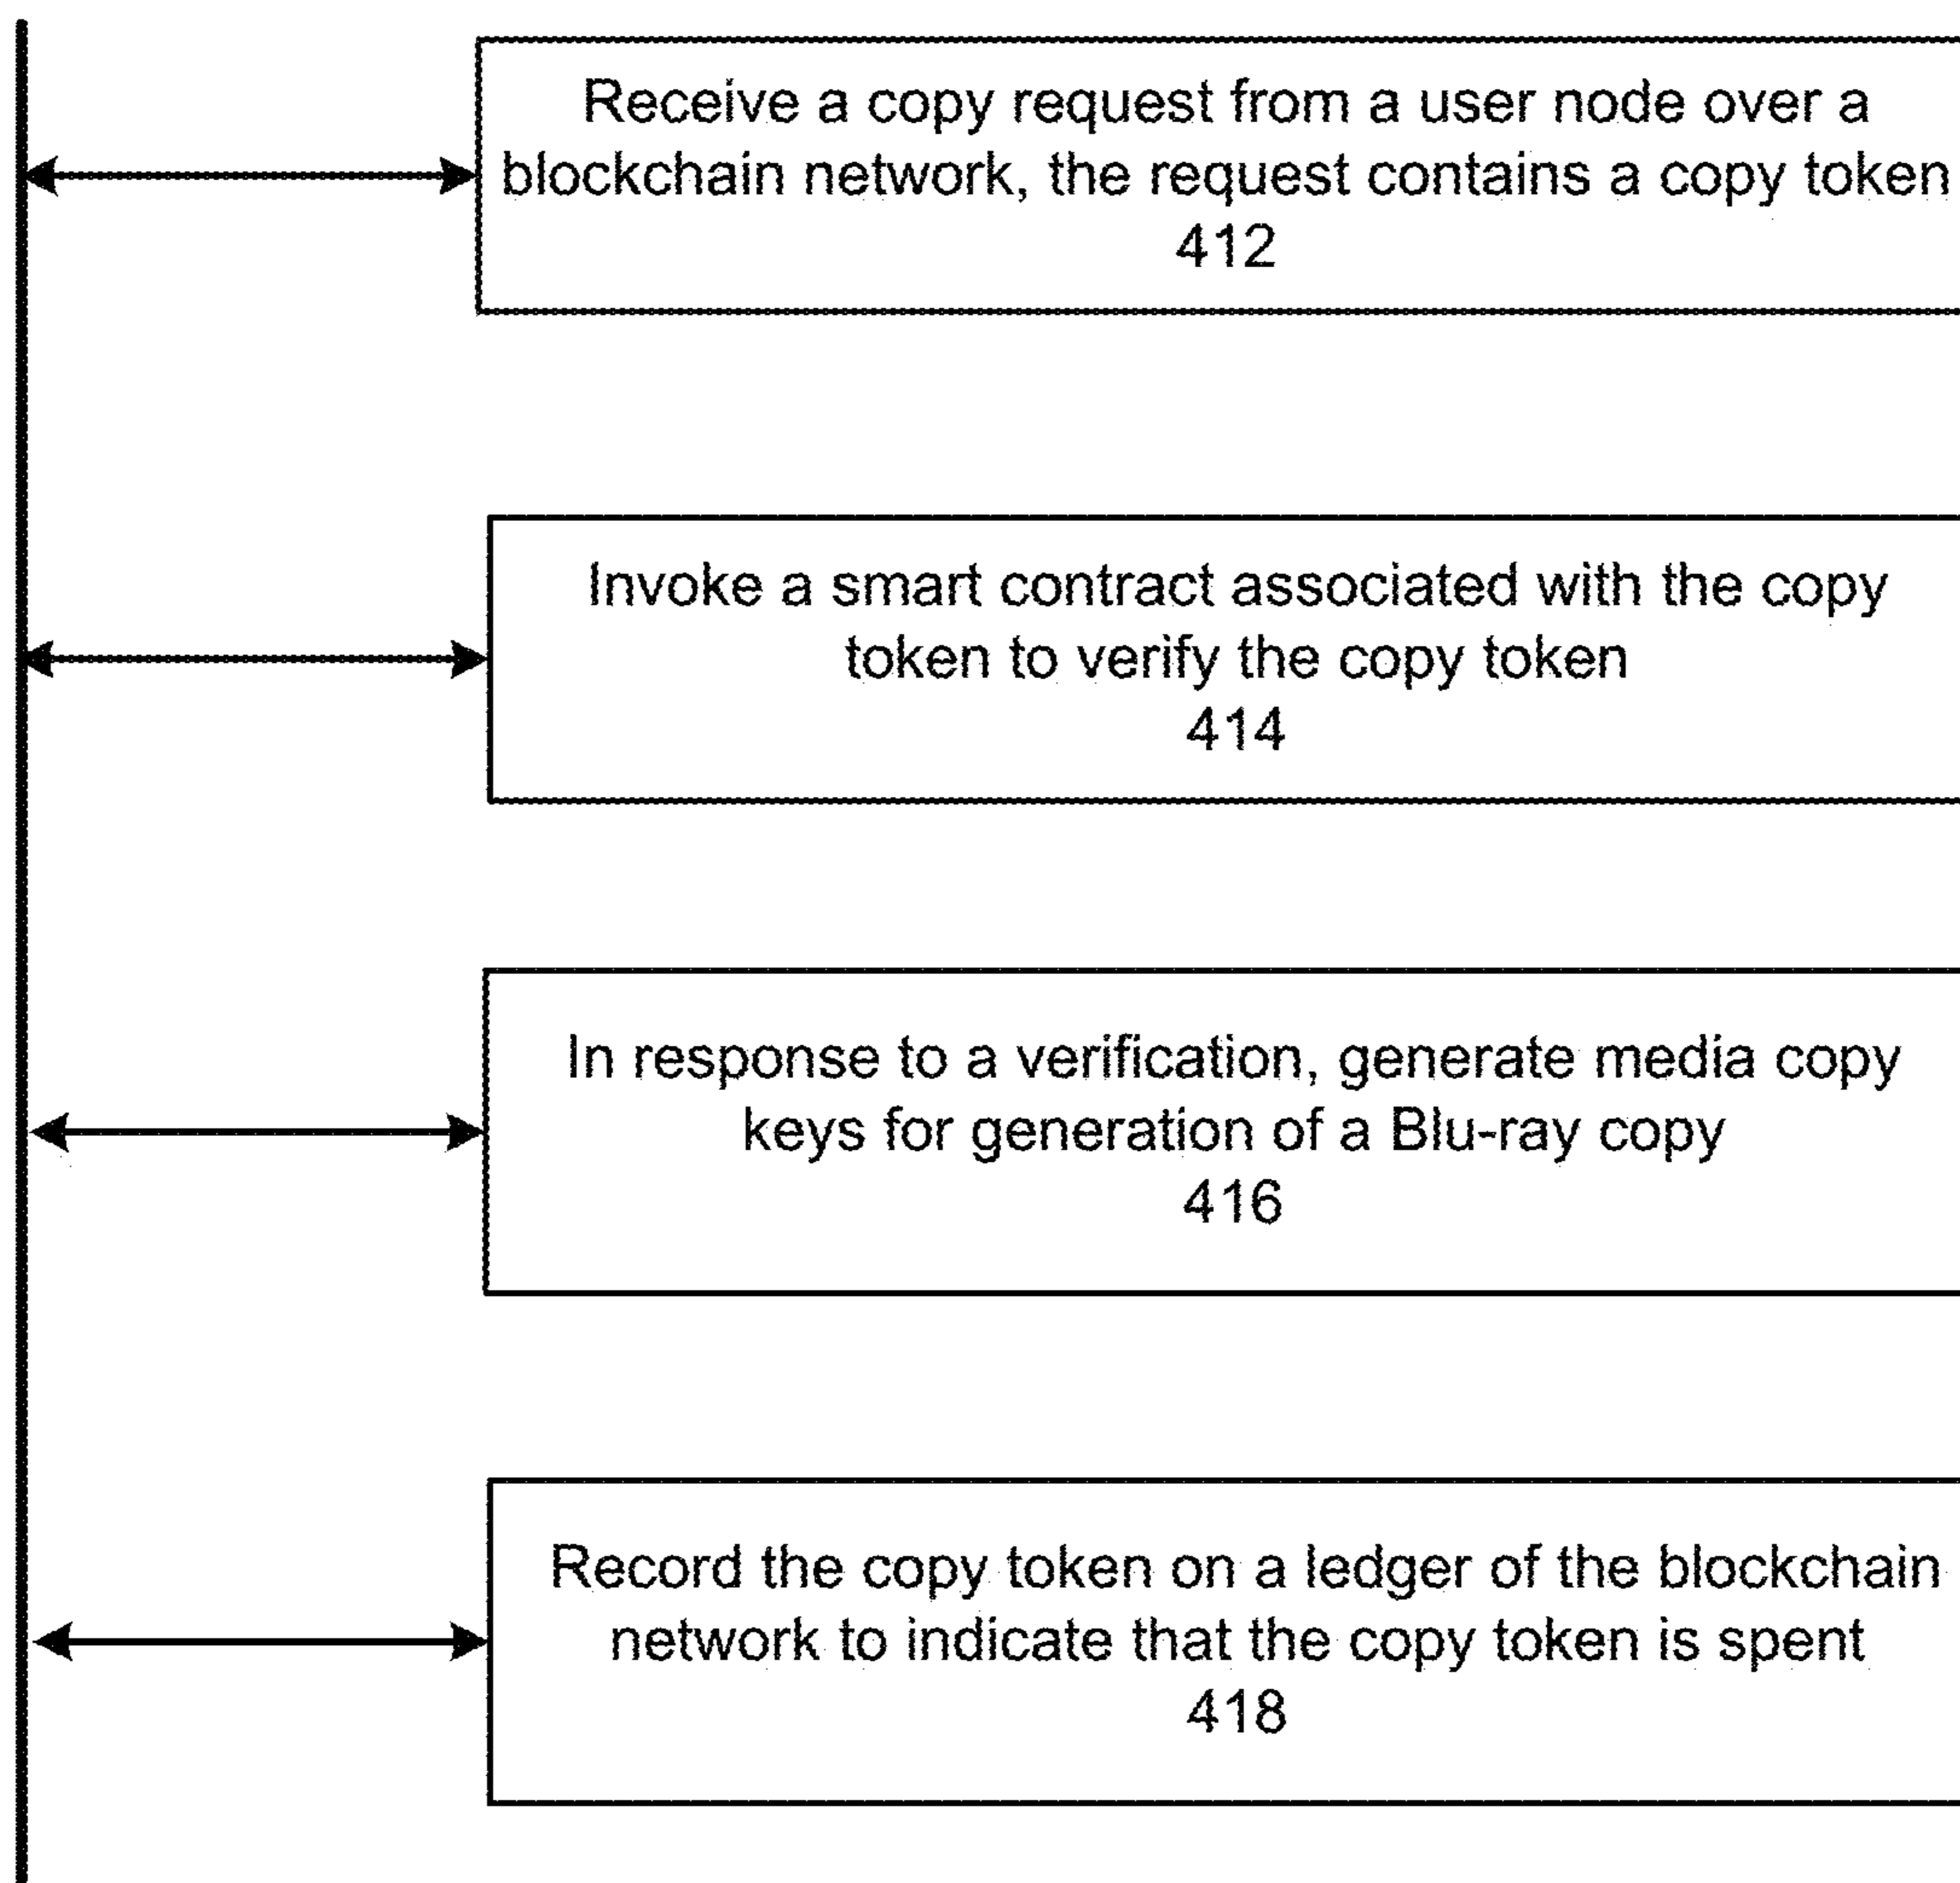 Receive a copy request from a user node over a
blockchain network, the request contains a copy token
412
Invoke a smart contract associated with the copy
token to verify the copy token
414
In response to a verification, generate media copy
keys for generation of a Blu-ray copy
416
Record the copy token on a ledger of the blockchain
network to indicate that the copy token is spent
418